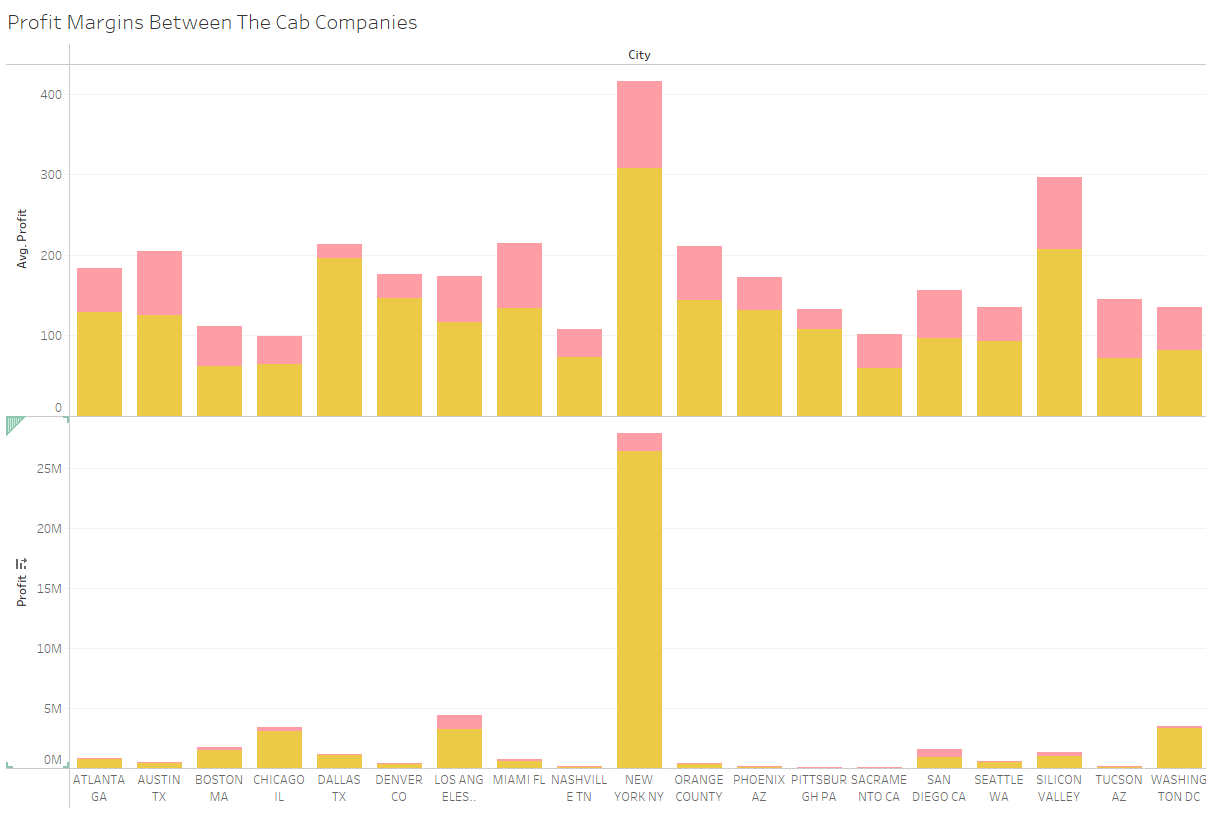 Profit Margins Between The Cab Companies
City
400
300
200
100
0
Avg. Profit
25M
20M
15M
10M
5M
0M
Profit
ATLANTA GA
AUSTIN TX
BOSTON MA
CHICAGO IL
DALLAS TX
DENVER CO
LOS ANG ELES..
MIAMI FL
NASHVILL E TN
NEW YORK NY
ORANGE COUNTY
PHOENIX AZ
PITTSBUR GH PA
SACRAME NTO CA
SAN DIEGO CA
SEATTLE WA
SILICON VALLEY
TUCSON AZ
WASHING TON DC